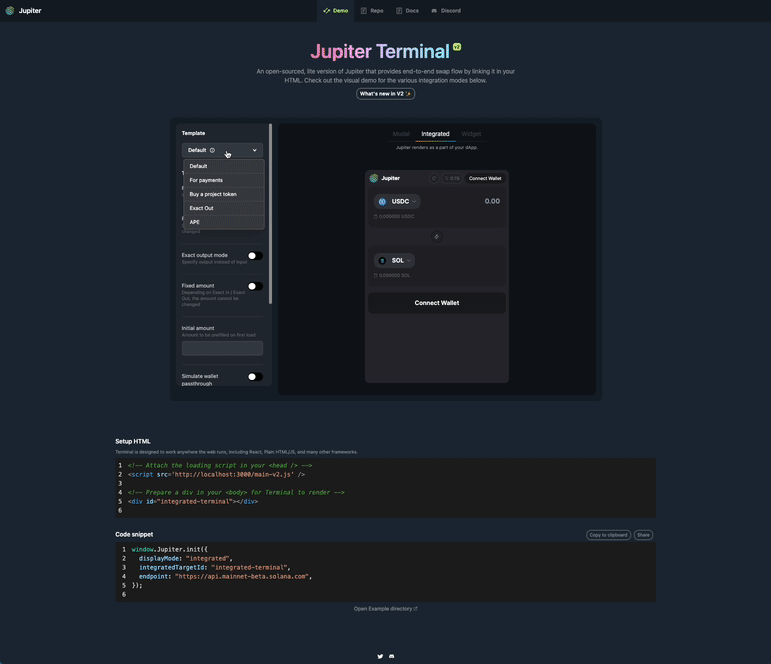 Jupiter
Demo
Repo
Docs
Discord
Jupiter Terminal v2
An open-sourced, lite version of Jupiter that provides end-to-end swap flow by linking it in your
HTML. Check out the visual demo for the various integration modes below.
What's new in V2 ✨
Template
Default
Default
For payments
Buy a project token
Exact Out
APE
changed
Exact output mode
Specify output instead of input
Fixed amount
Depending on Exact In / Exact
Out, the amount cannot be
changed
Initial amount
Amount to be prefilled on first load
Simulate wallet
passthrough
Modal
Integrated
Widget
Jupiter renders as a part of your dApp.
Jupiter
Connect Wallet
USDC
0.00
0.000000 USDC
SOL
0.000000 SOL
Connect Wallet
Setup HTML
Terminal is designed to work anywhere the web runs, including React, Plain HTML/JS, and many other frameworks.
1 <!-- Attach the loading script in your <head /> -->
2 <script src='http://localhost:3000/main-v2.js' />
3
4 <!-- Prepare a div in your <body> for Terminal to render -->
5 <div id="integrated-terminal"></div>
6
Code snippet
Copy to clipboard
Share
1 window.Jupiter.init({
2 displayMode: "integrated",
3 integratedTargetId: "integrated-terminal",
4 endpoint: "https://api.mainnet-beta.solana.com",
5 });
6
Open Example directory